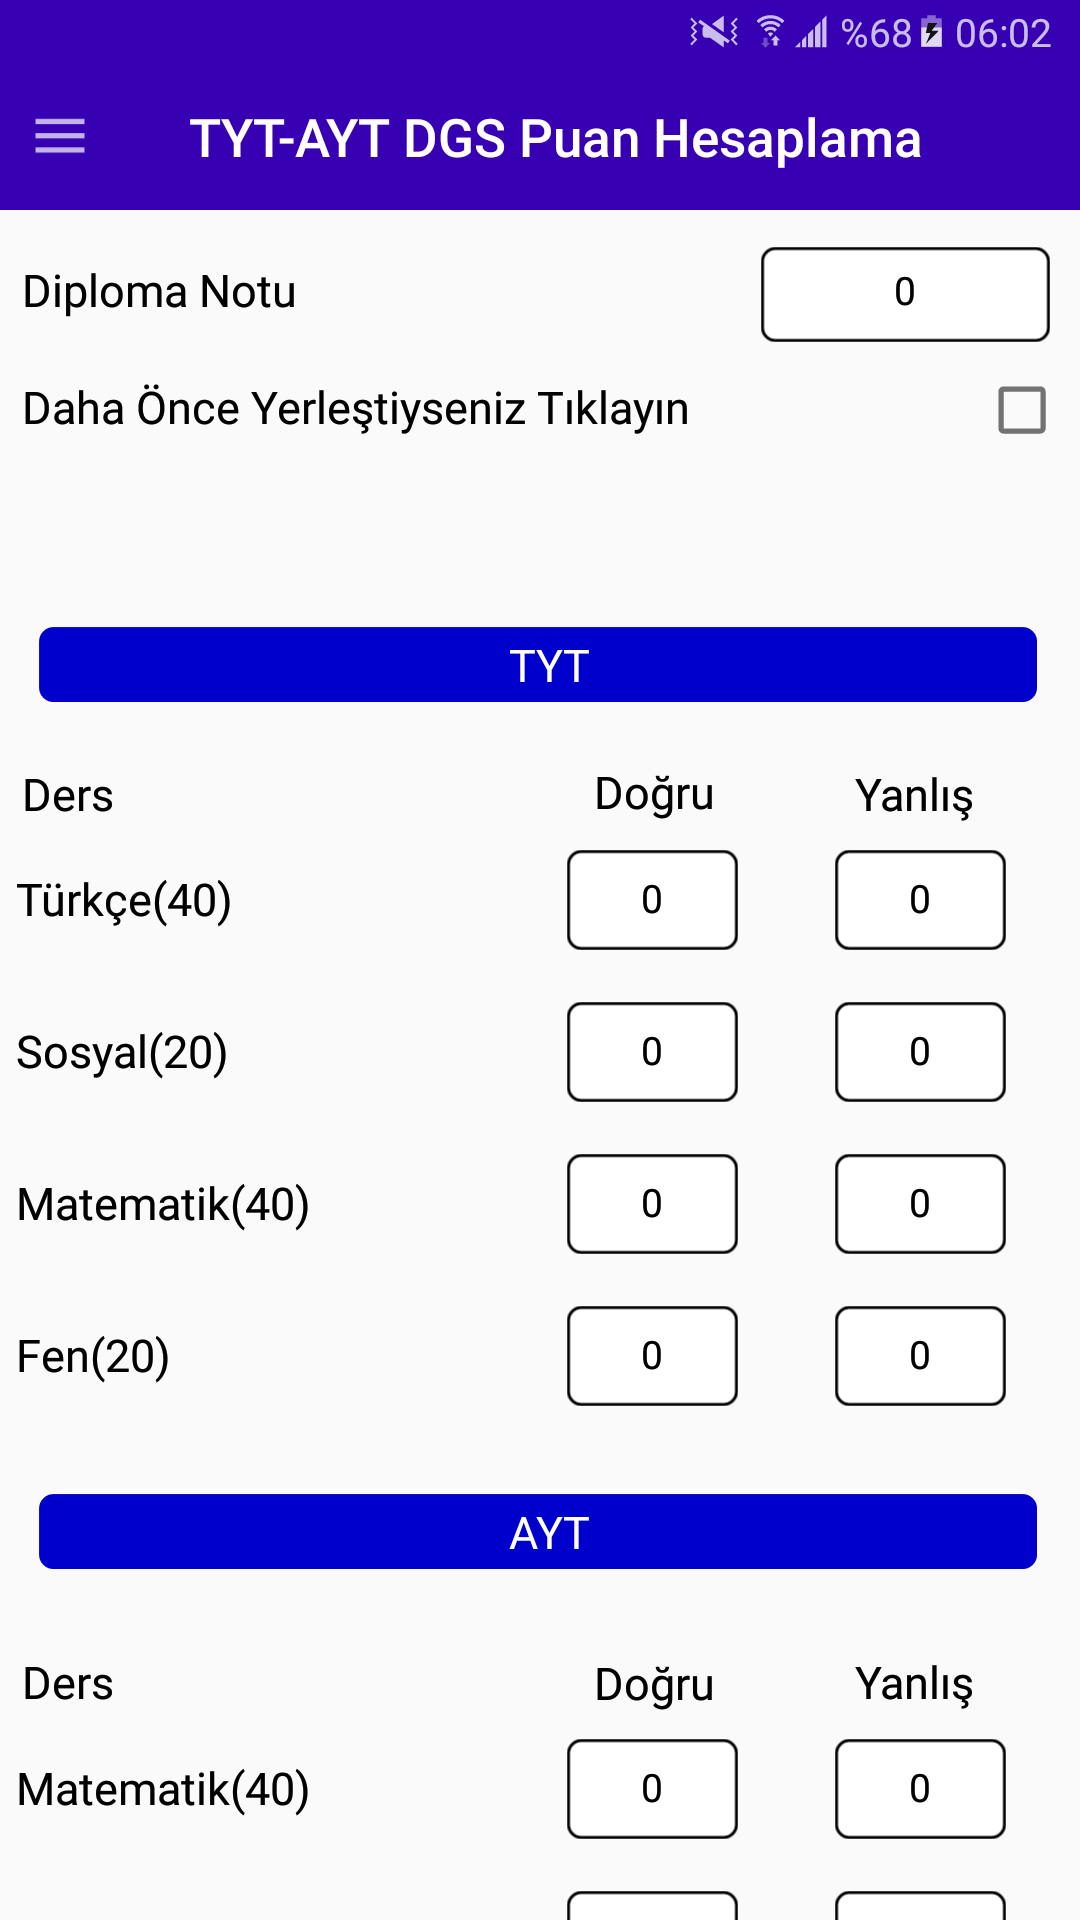 %68 06:02
TYT-AYT DGS Puan Hesaplama
Diploma Notu 0
Daha Önce Yerleştiyseniz Tıklayın
TYT
Ders Doğru Yanlış
Türkçe(40) 0 0
Sosyal(20) 0 0
Matematik(40) 0 0
Fen(20) 0 0
AYT
Ders Doğru Yanlış
Matematik(40) 0 0